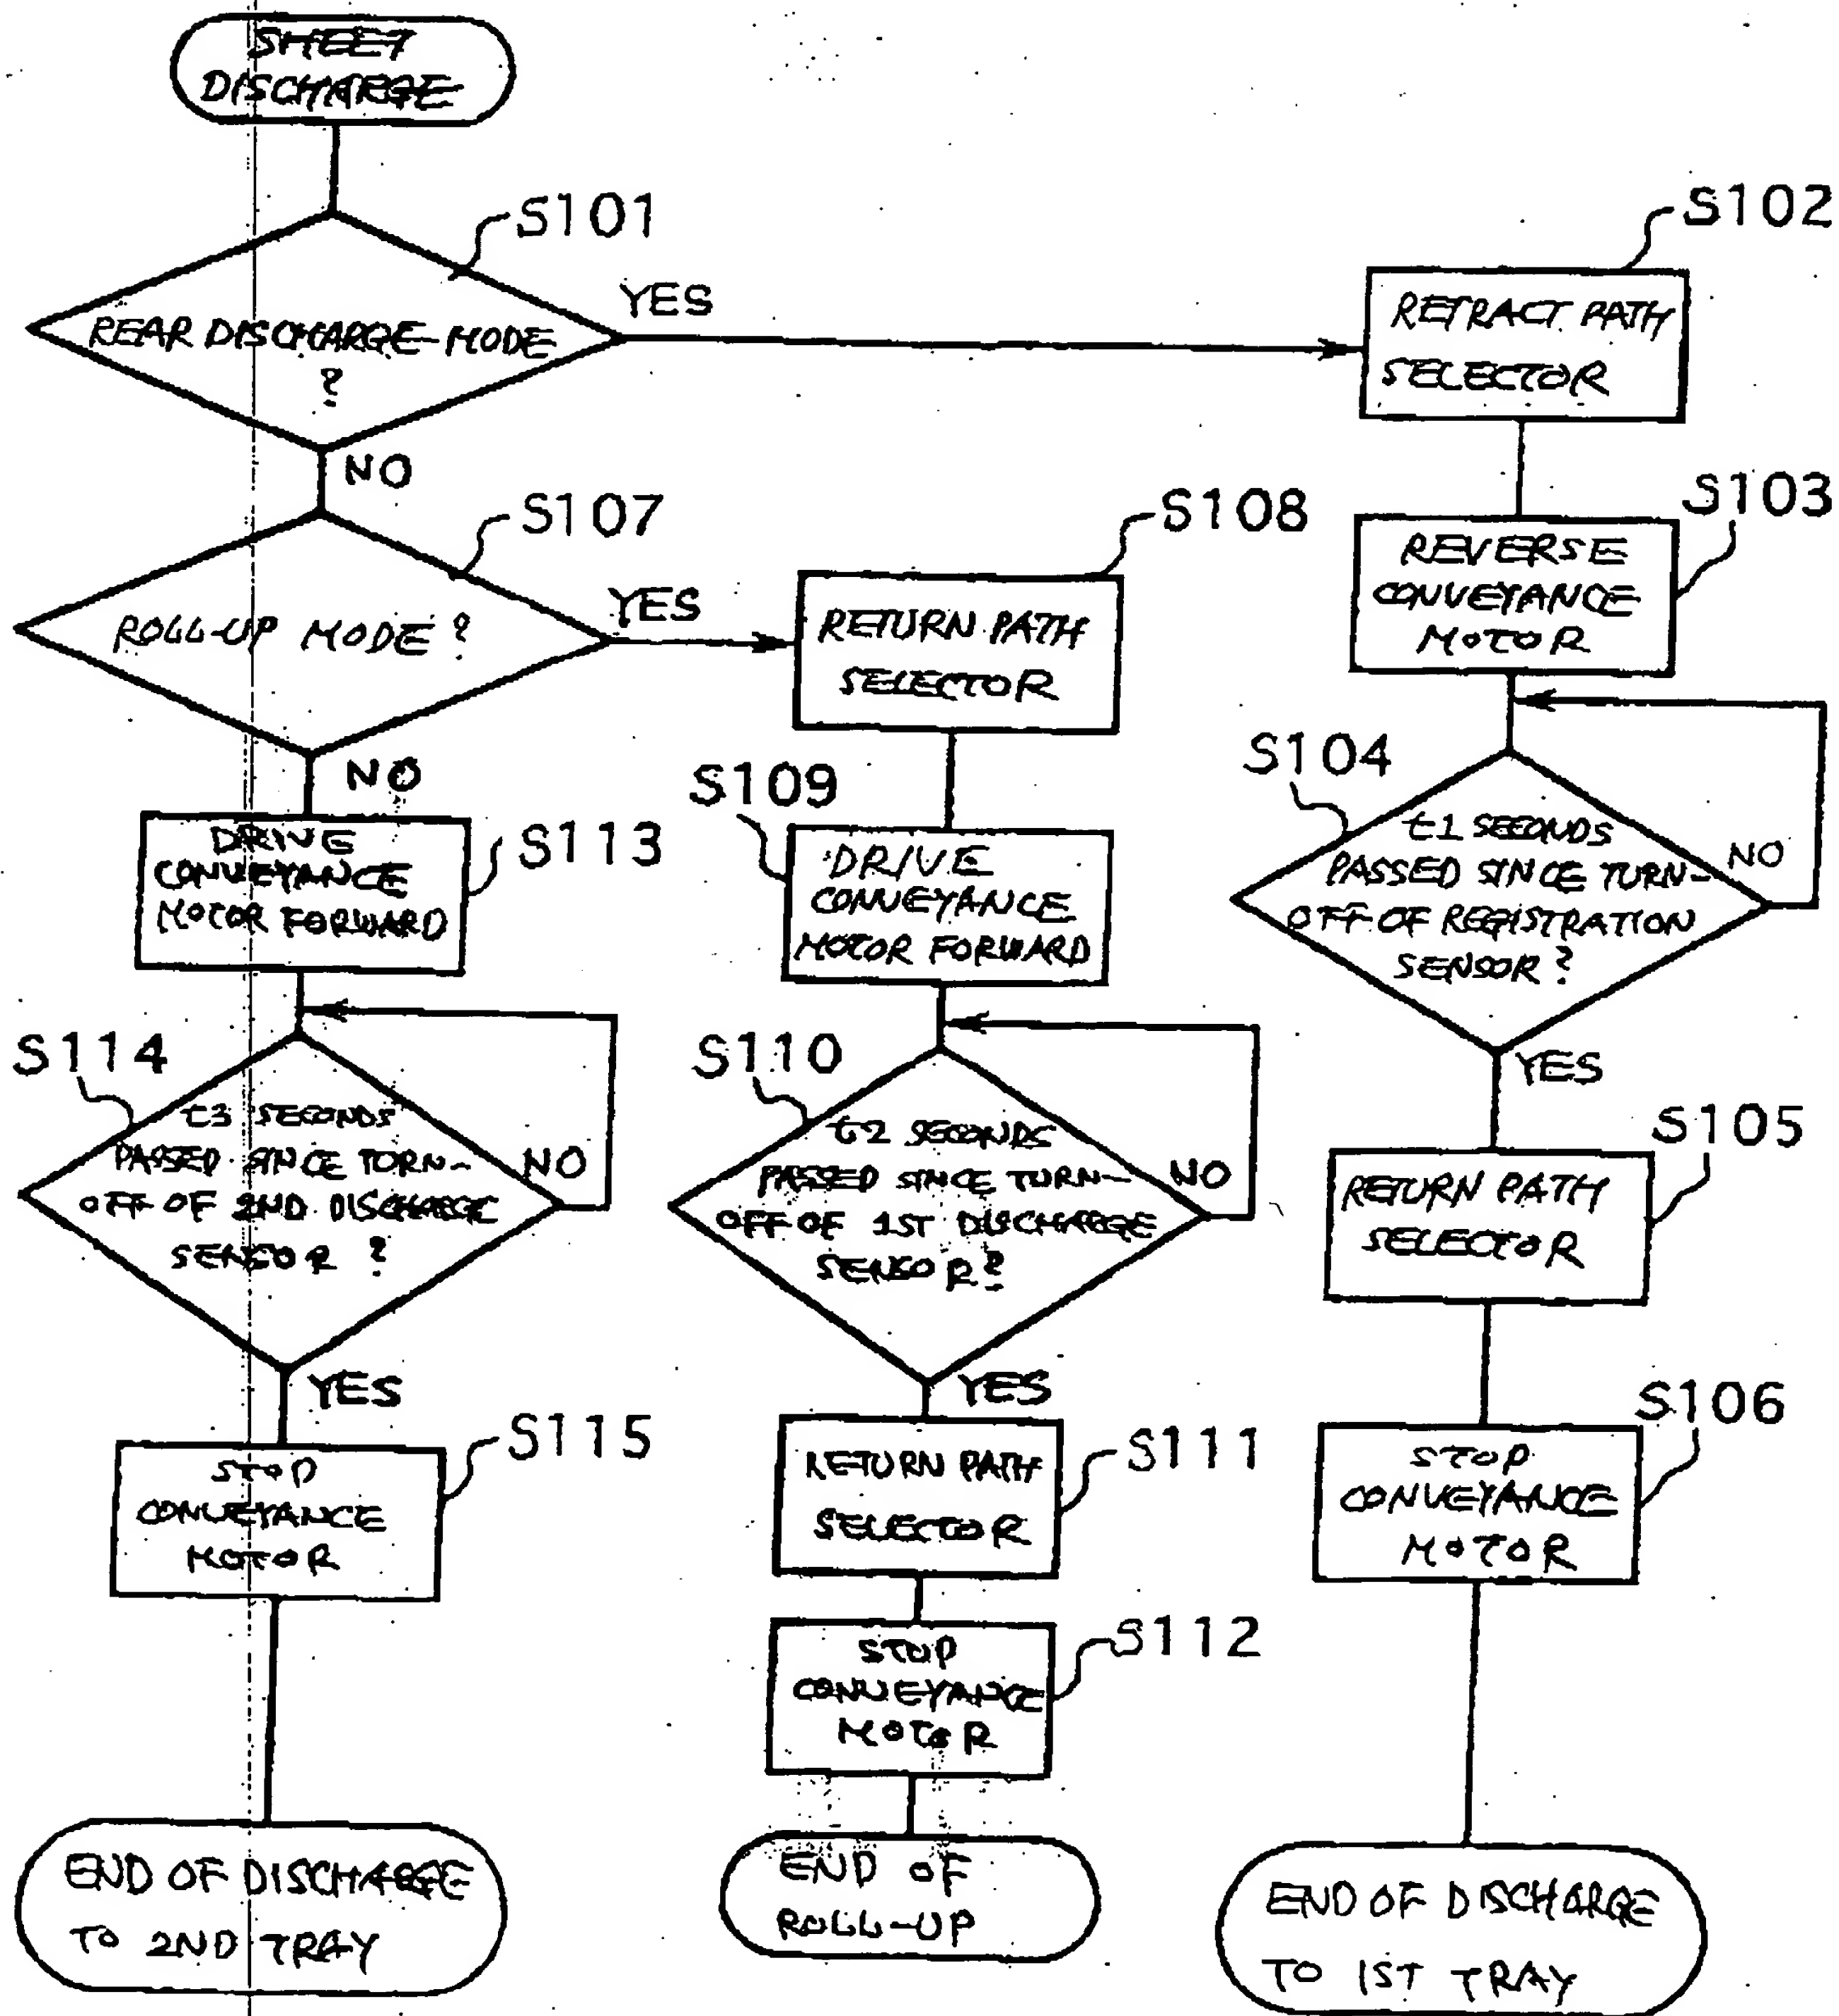 SHEET
DISCHARGE
S101
REAR DISCHARGE MODE
?
YES
NO
S102
RETRACT PATH
SELECTOR
S103
REVERSE
CONVEYANCE
MOTOR
S104
t1 SECONDS
PASSED SINCE TURN-
OFF OF REGISTRATION
SENSOR?
NO
YES
S105
RETURN PATH
SELECTOR
S106
STOP
CONVEYANCE
MOTOR
END OF DISCHARGE
TO 1ST TRAY
S107
ROLL-UP MODE?
YES
NO
S108
RETURN PATH
SELECTOR
S109
DRIVE
CONVEYANCE
MOTOR FORWARD
S110
t2 SECONDS
PASSED SINCE TURN-
OFF OF 1ST DISCHARGE
SENSOR?
NO
YES
S111
RETURN PATH
SELECTOR
S112
STOP
CONVEYANCE
MOTOR
END OF
ROLL-UP
S113
DRIVE
CONVEYANCE
MOTOR FORWARD
S114
t3 SECONDS
PASSED SINCE TURN-
OFF OF 2ND DISCHARGE
SENSOR?
NO
YES
S115
STOP
CONVEYANCE
MOTOR
END OF DISCHARGE
TO 2ND TRAY